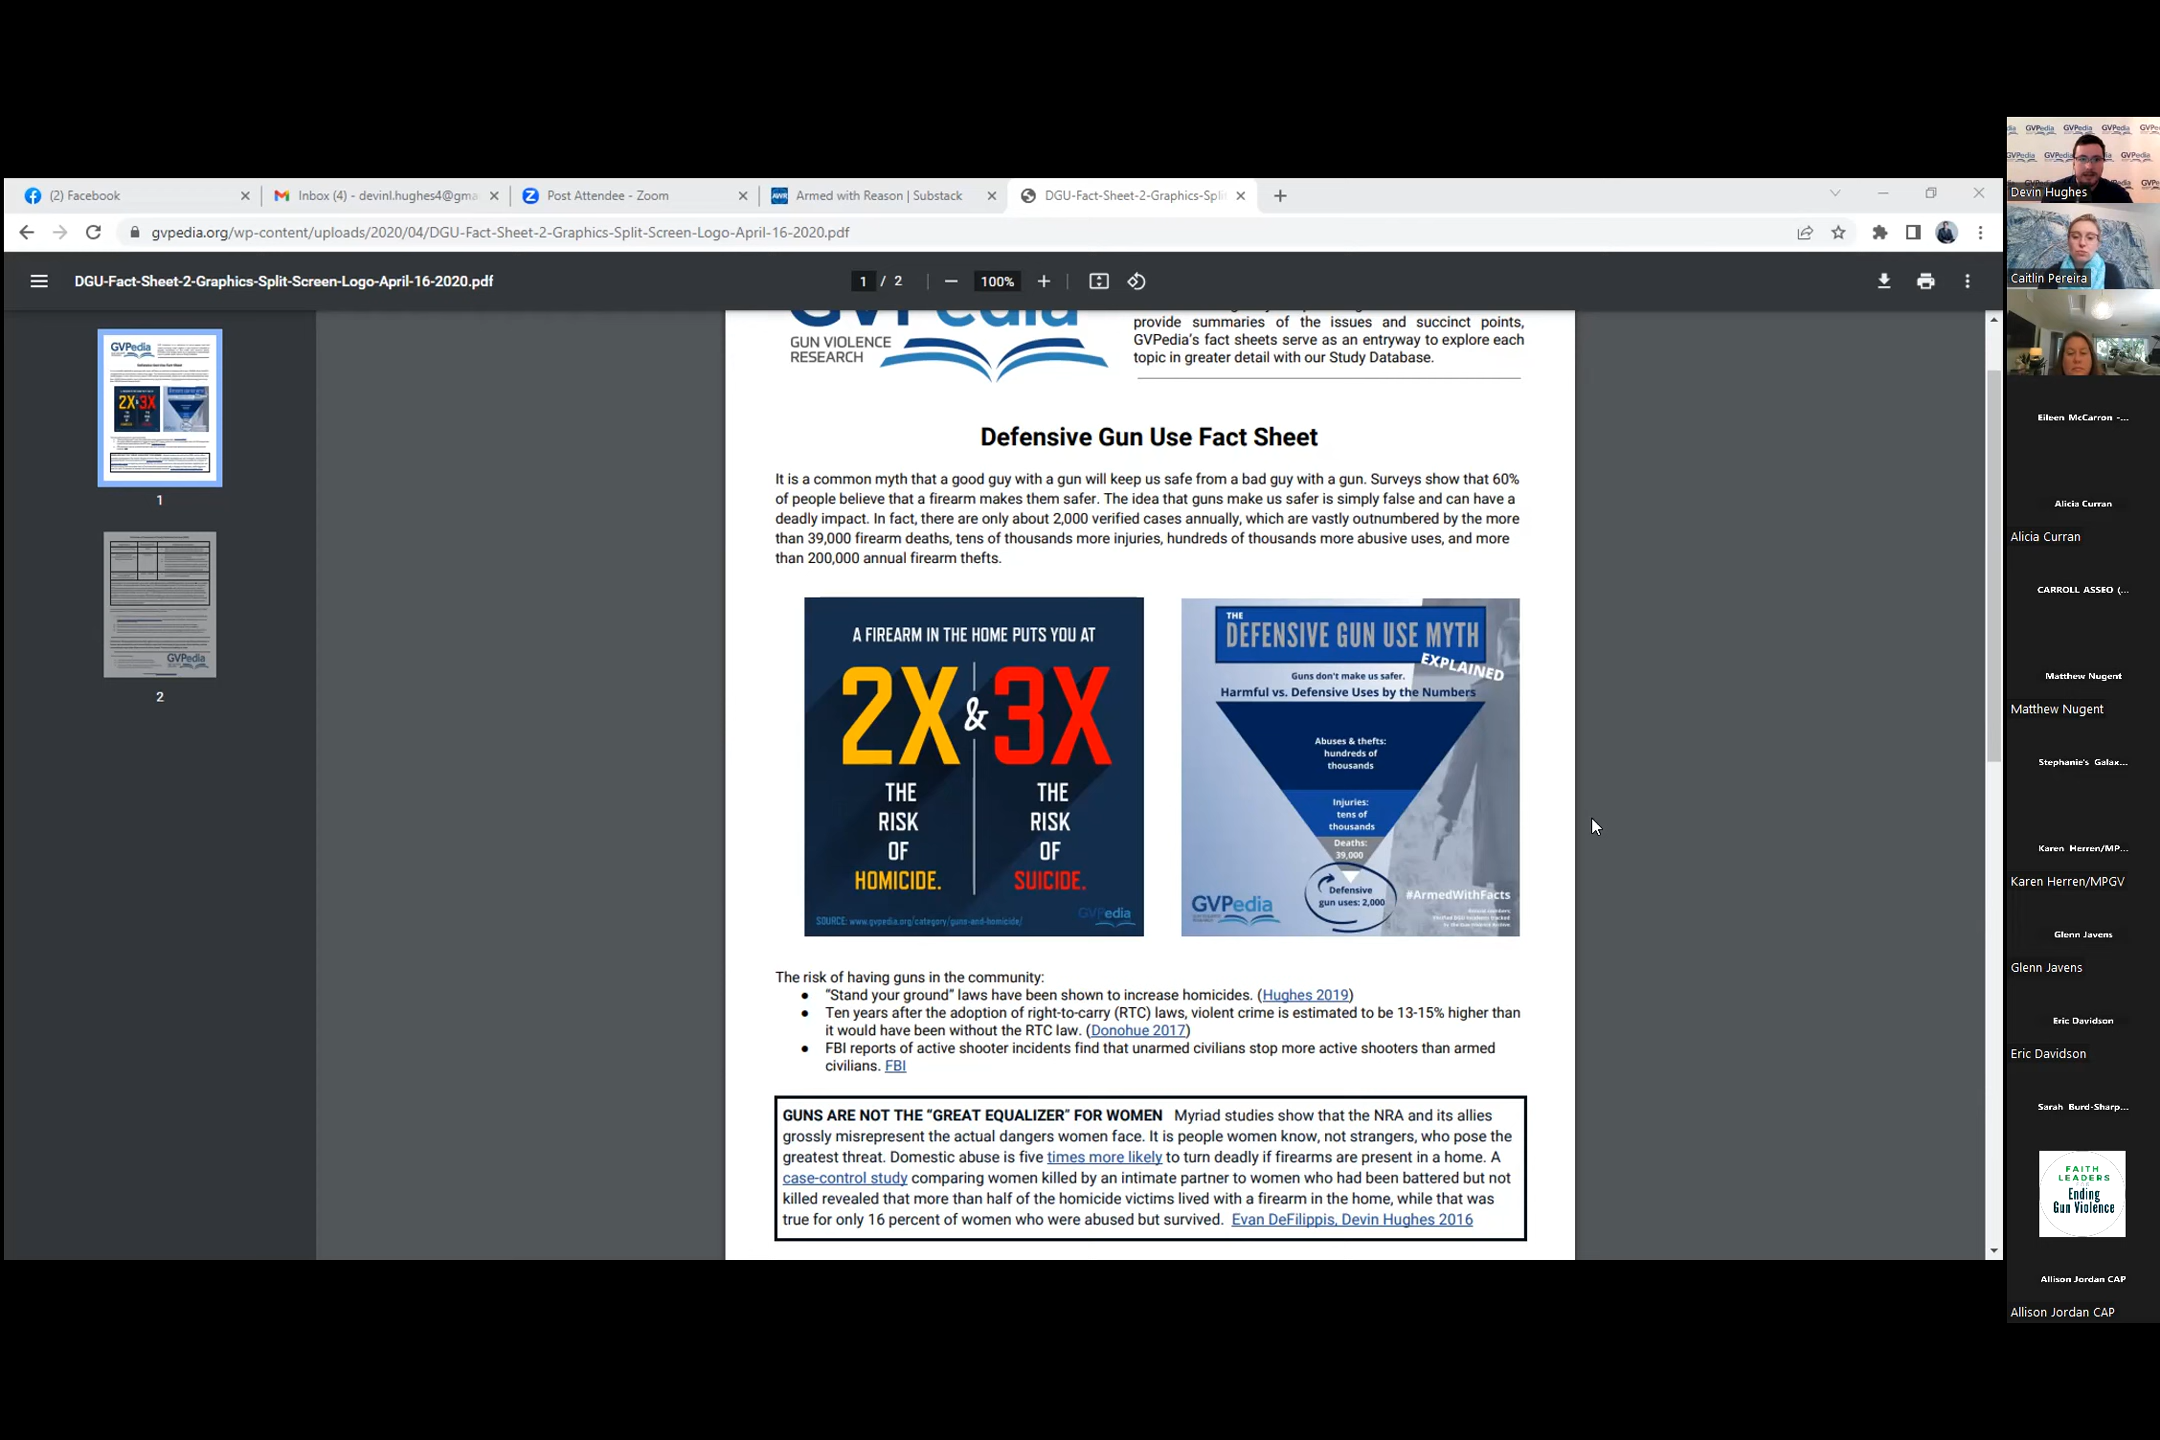 (2) Facebook
Inbox (4) - devinl.hughes4@gma
Post Attendee - Zoom
Armed with Reason | Substack
DGU-Fact-Sheet-2-Graphics-Spli
gvpedia.org/wp-content/uploads/2020/04/DGU-Fact-Sheet-2-Graphics-Split-Screen-Logo-April-16-2020.pdf
DGU-Fact-Sheet-2-Graphics-Split-Screen-Logo-April-16-2020.pdf
1 / 2
100%
GVPedia
1
GVPedia
2
GVPedia
GUN VIOLENCE
RESEARCH
provide summaries of the issues and succinct points,
GVPedia's fact sheets serve as an entryway to explore each
topic in greater detail with our Study Database.
Defensive Gun Use Fact Sheet
It is a common myth that a good guy with a gun will keep us safe from a bad guy with a gun. Surveys show that 60%
of people believe that a firearm makes them safer. The idea that guns make us safer is simply false and can have a
deadly impact. In fact, there are only about 2,000 verified cases annually, which are vastly outnumbered by the more
than 39,000 firearm deaths, tens of thousands more injuries, hundreds of thousands more abusive uses, and more
than 200,000 annual firearm thefts.
A FIREARM IN THE HOME PUTS YOU AT
2X & 3X
THE
RISK
OF
HOMICIDE.
THE
RISK
OF
SUICIDE.
SOURCE: www.gvpedia.org/category/guns-and-homicide/
GVPedia
THE
DEFENSIVE GUN USE MYTH
EXPLAINED
Guns don't make us safer.
Harmful vs. Defensive Uses by the Numbers
Abuses & thefts:
hundreds of
thousands
Injuries:
tens of
thousands
Deaths:
39,000
Defensive
gun uses: 2,000
GVPedia
#ArmedWithFacts
The risk of having guns in the community:
● "Stand your ground" laws have been shown to increase homicides. (Hughes 2019)
● Ten years after the adoption of right-to-carry (RTC) laws, violent crime is estimated to be 13-15% higher than
it would have been without the RTC law. (Donohue 2017)
● FBI reports of active shooter incidents find that unarmed civilians stop more active shooters than armed
civilians. FBI
GUNS ARE NOT THE "GREAT EQUALIZER" FOR WOMEN Myriad studies show that the NRA and its allies
grossly misrepresent the actual dangers women face. It is people women know, not strangers, who pose the
greatest threat. Domestic abuse is five times more likely to turn deadly if firearms are present in a home. A
case-control study comparing women killed by an intimate partner to women who had been battered but not
killed revealed that more than half of the homicide victims lived with a firearm in the home, while that was
true for only 16 percent of women who were abused but survived. Evan DeFilippis, Devin Hughes 2016
Devin Hughes
Caitlin Pereira
Eileen McCarron -...
Alicia Curran
Alicia Curran
CARROLL ASSEO (...
Matthew Nugent
Matthew Nugent
Stephanie's Galax...
Karen Herren/MP...
Karen Herren/MPGV
Glenn Javens
Glenn Javens
Eric Davidson
Eric Davidson
Sarah Burd-Sharp...
FAITH
LEADERS
Ending
Gun Violence
Allison Jordan CAP
Allison Jordan CAP